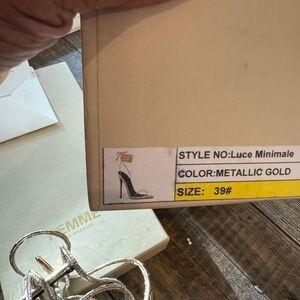 STYLE NO:Luce Minimale
COLOR:METALLIC GOLD
SIZE: 39#
FEMME